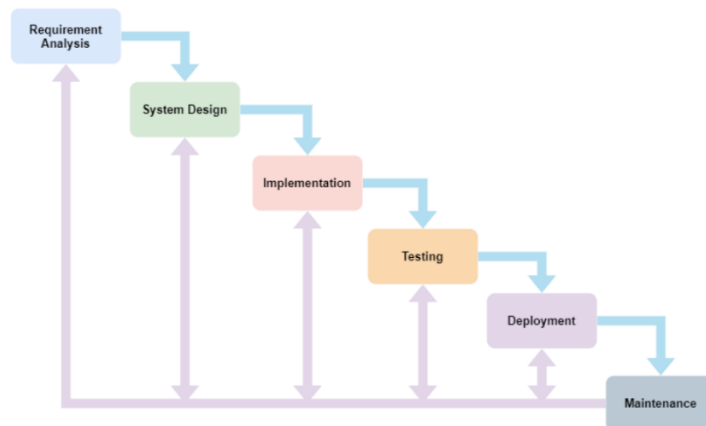 Requirement
Analysis
System Design
Implementation
Testing
Deployment
Maintenance